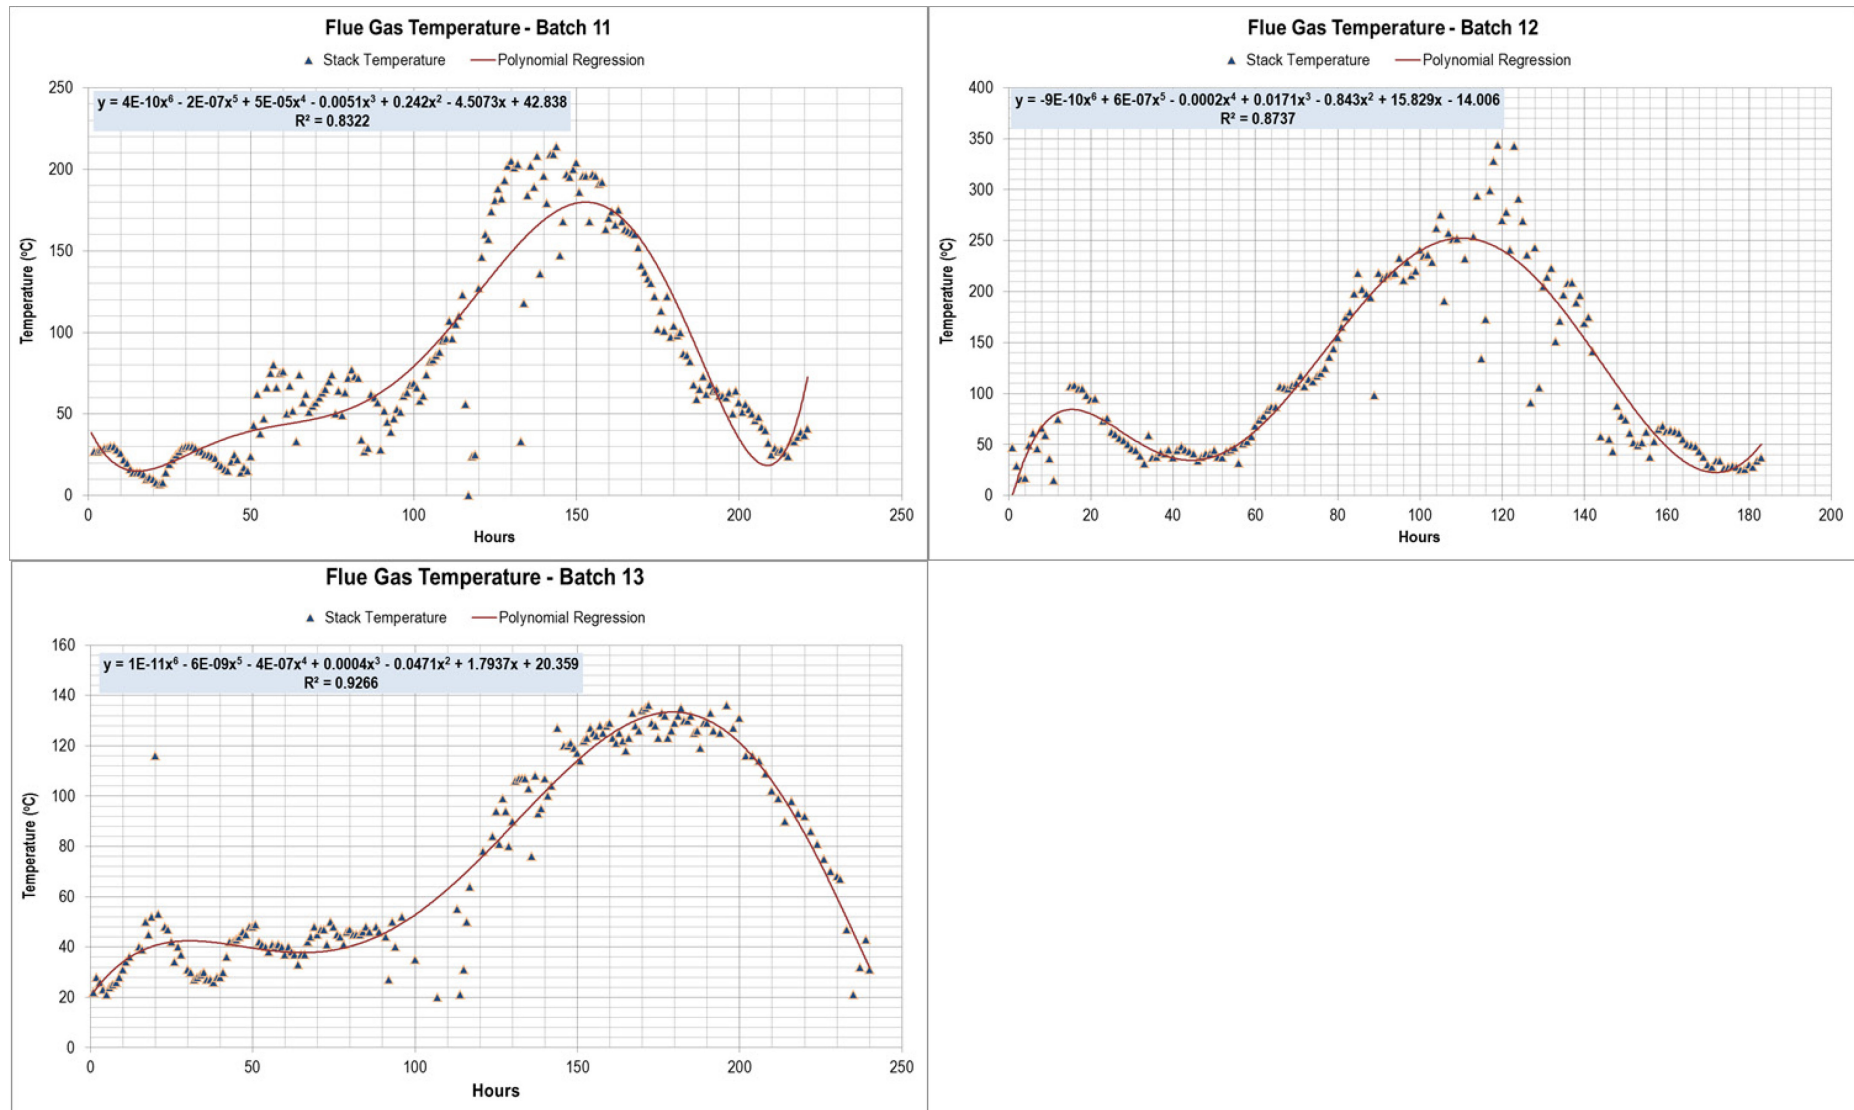 Flue Gas Temperature - Batch 11
Stack Temperature Polynomial Regression
y = 4E-10x⁶ - 2E-07x⁵ + 5E-05x⁴ - 0.0051x³ + 0.242x² - 4.5073x + 42.838
R² = 0.8322
250
200
150
100
50
0
Temperature (ºC)
0 50 100 150 200 250
Hours
Flue Gas Temperature - Batch 12
Stack Temperature Polynomial Regression
y = -9E-10x⁶ + 6E-07x⁵ - 0.0002x⁴ + 0.0171x³ - 0.843x² + 15.829x - 14.006
R² = 0.8737
400
350
300
250
200
150
100
50
0
Temperature (ºC)
0 20 40 60 80 100 120 140 160 180 200
Hours
Flue Gas Temperature - Batch 13
Stack Temperature Polynomial Regression
y = 1E-11x⁶ - 6E-09x⁵ - 4E-07x⁴ + 0.0004x³ - 0.0471x² + 1.7937x + 20.359
R² = 0.9266
160
140
120
100
80
60
40
20
0
Temperature (ºC)
0 50 100 150 200 250
Hours